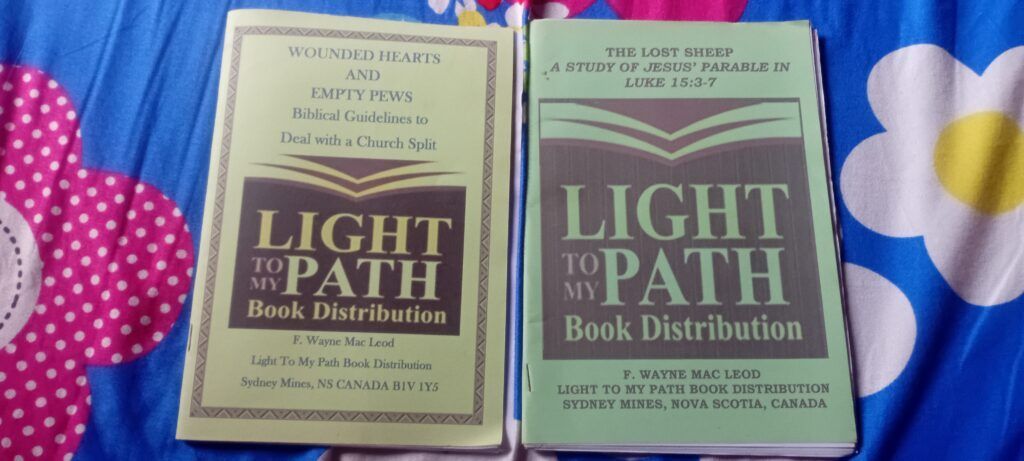 WOUNDED HEARTS
AND
EMPTY PEWS
Biblical Guidelines to
Deal with a Church Split
LIGHT
TO MY PATH
Book Distribution
F. Wayne Mac Leod
Light To My Path Book Distribution
Sydney Mines, NS CANADA B1V 1Y5
THE LOST SHEEP
A STUDY OF JESUS' PARABLE IN
LUKE 15:3-7
LIGHT
TO MY PATH
Book Distribution
F. WAYNE MAC LEOD
LIGHT TO MY PATH BOOK DISTRIBUTION
SYDNEY MINES, NOVA SCOTIA, CANADA